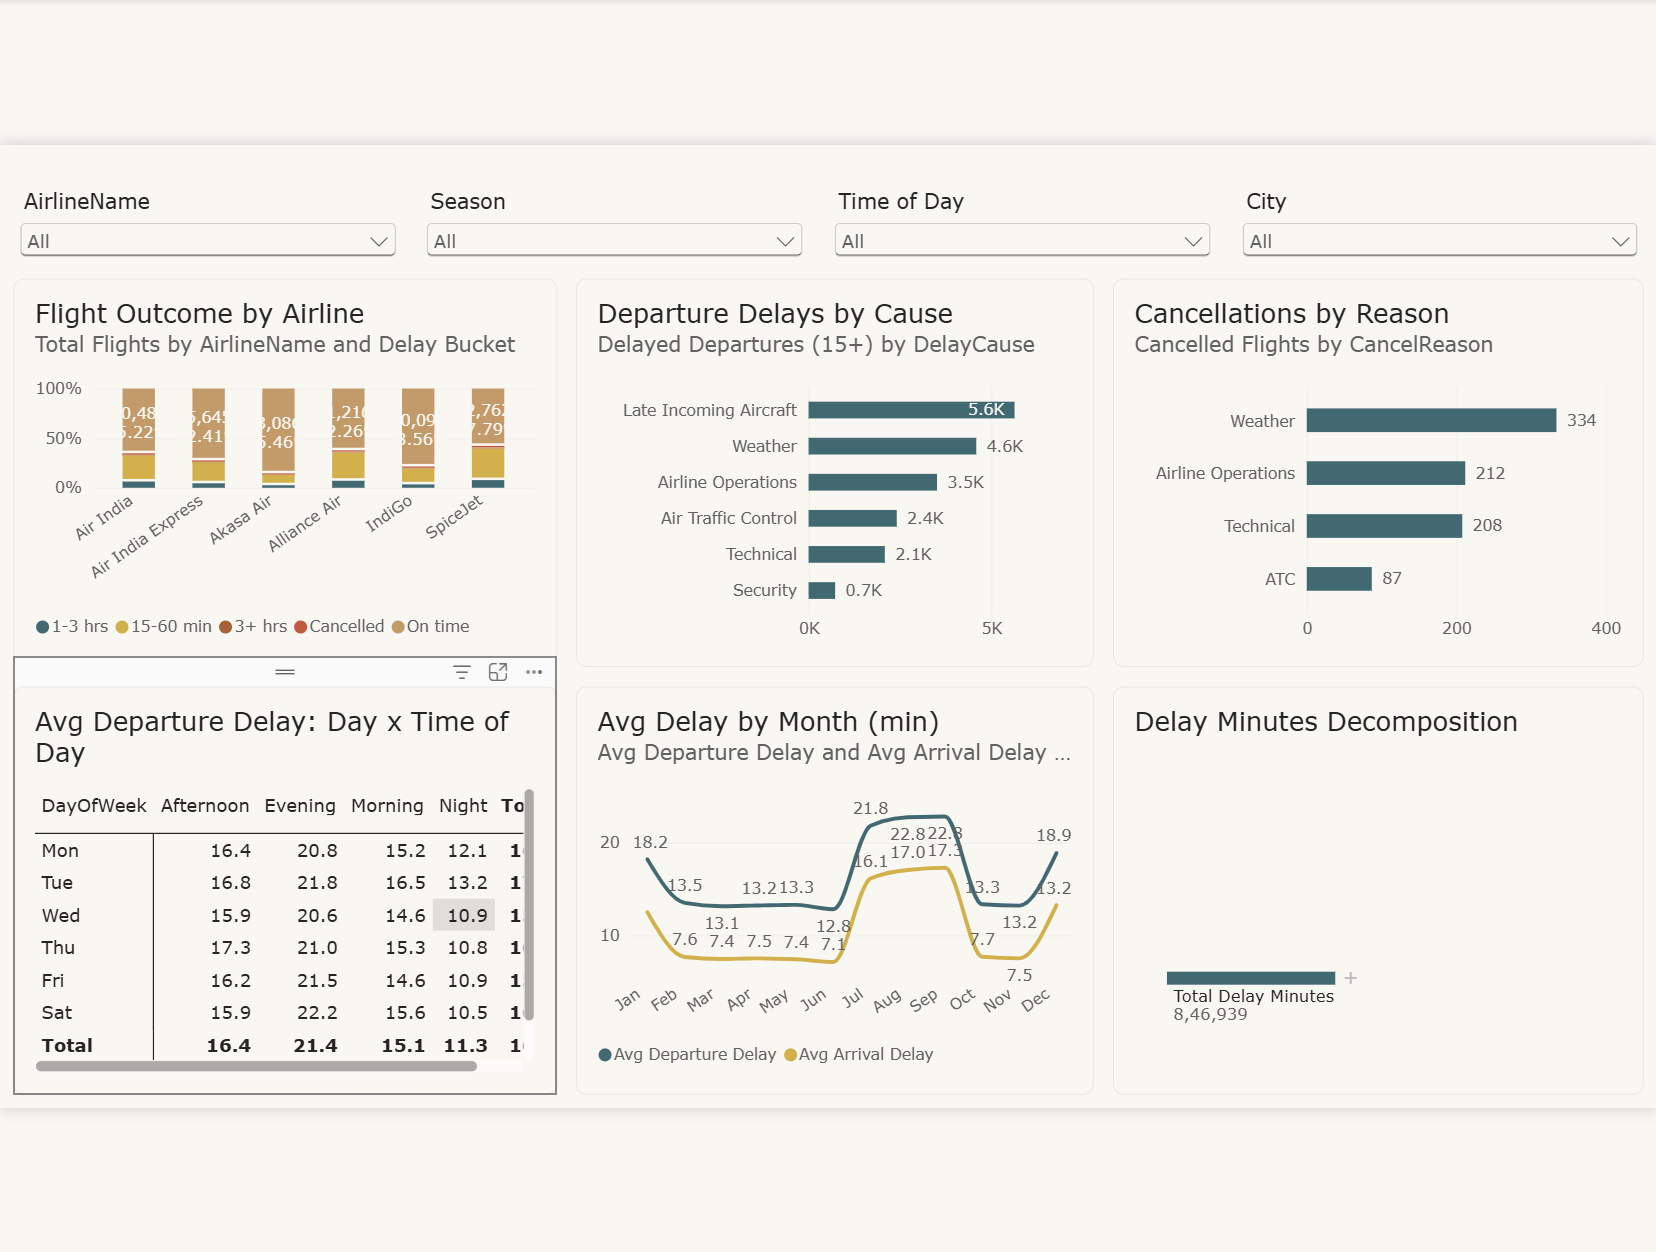 AirlineName
All
Season
All
Time of Day
All
City
All
Flight Outcome by Airline
Total Flights by AirlineName and Delay Bucket
100%
50%
0%
Air India
Air India Express
Akasa Air
Alliance Air
IndiGo
SpiceJet
1-3 hrs 15-60 min 3+ hrs Cancelled On time
Departure Delays by Cause
Delayed Departures (15+) by DelayCause
Late Incoming Aircraft 5.6K
Weather 4.6K
Airline Operations 3.5K
Air Traffic Control 2.4K
Technical 2.1K
Security 0.7K
0K 5K
Cancellations by Reason
Cancelled Flights by CancelReason
Weather 334
Airline Operations 212
Technical 208
ATC 87
0 200 400
Avg Departure Delay: Day x Time of
Day
DayOfWeek Afternoon Evening Morning Night
Mon 16.4 20.8 15.2 12.1
Tue 16.8 21.8 16.5 13.2
Wed 15.9 20.6 14.6 10.9
Thu 17.3 21.0 15.3 10.8
Fri 16.2 21.5 14.6 10.9
Sat 15.9 22.2 15.6 10.5
Total 16.4 21.4 15.1 11.3
Avg Delay by Month (min)
Avg Departure Delay and Avg Arrival Delay ...
21.8
22.8 22.8
20 18.2 18.9
17.0 17.3
16.1
13.5 13.2 13.3 13.3 13.2
13.1 12.8 13.2
10 7.6 7.4 7.5 7.4 7.1 7.7
7.5
Jan Feb Mar Apr May Jun Jul Aug Sep Oct Nov Dec
Avg Departure Delay Avg Arrival Delay
Delay Minutes Decomposition
Total Delay Minutes
8,46,939